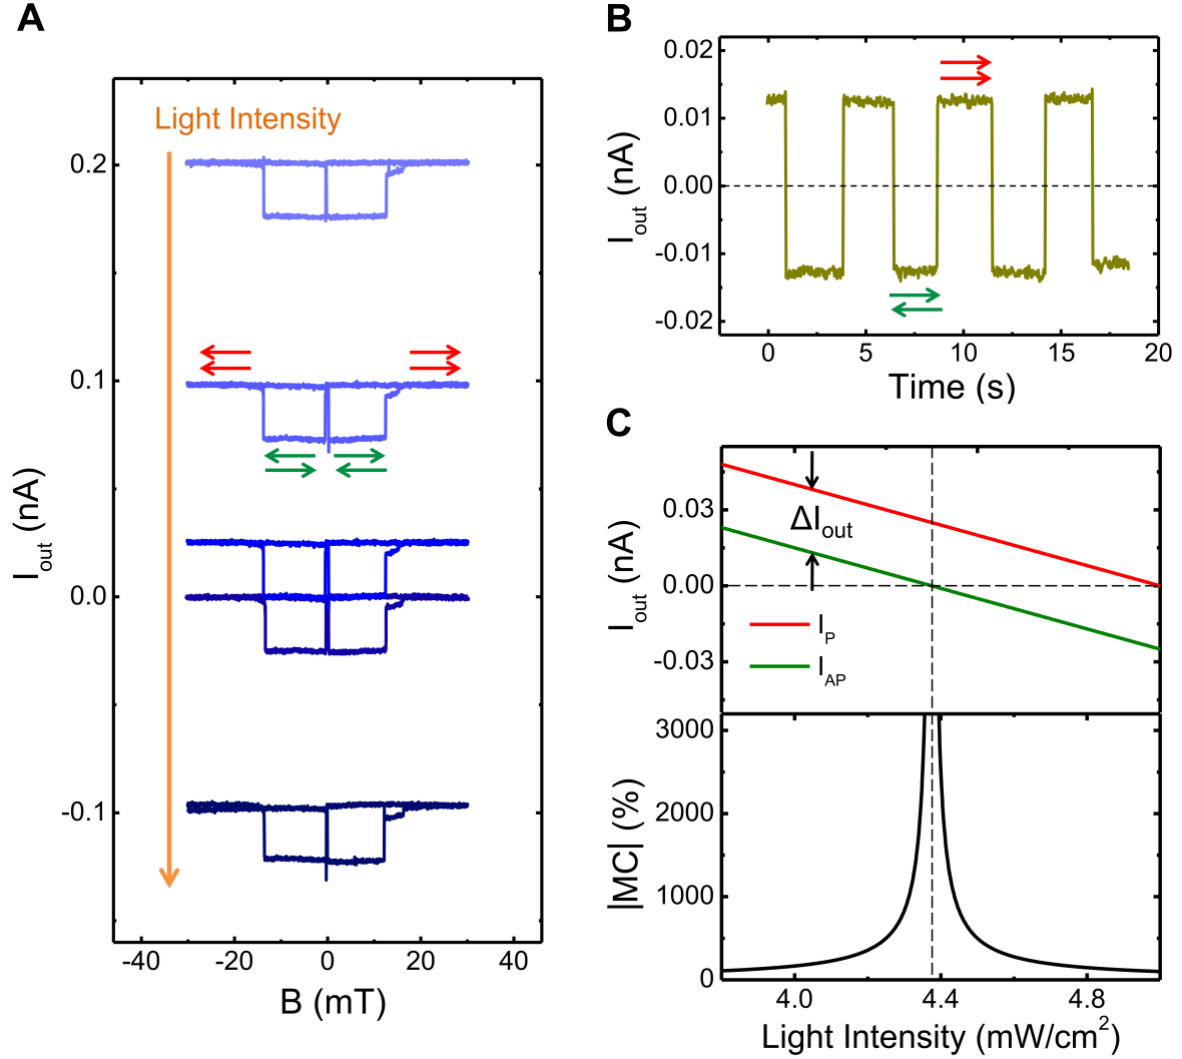 A
Light Intensity
0.2
0.1
0.0
-0.1
I_out (nA)
-40
-20
0
20
40
B (mT)
B
0.02
0.01
0.00
-0.01
-0.02
I_out (nA)
0
5
10
15
20
Time (s)
C
0.03
0.00
-0.03
I_out (nA)
ΔI_out
I_P
I_AP
3000
2000
1000
0
|MC| (%)
4.0
4.4
4.8
Light Intensity (mW/cm²)